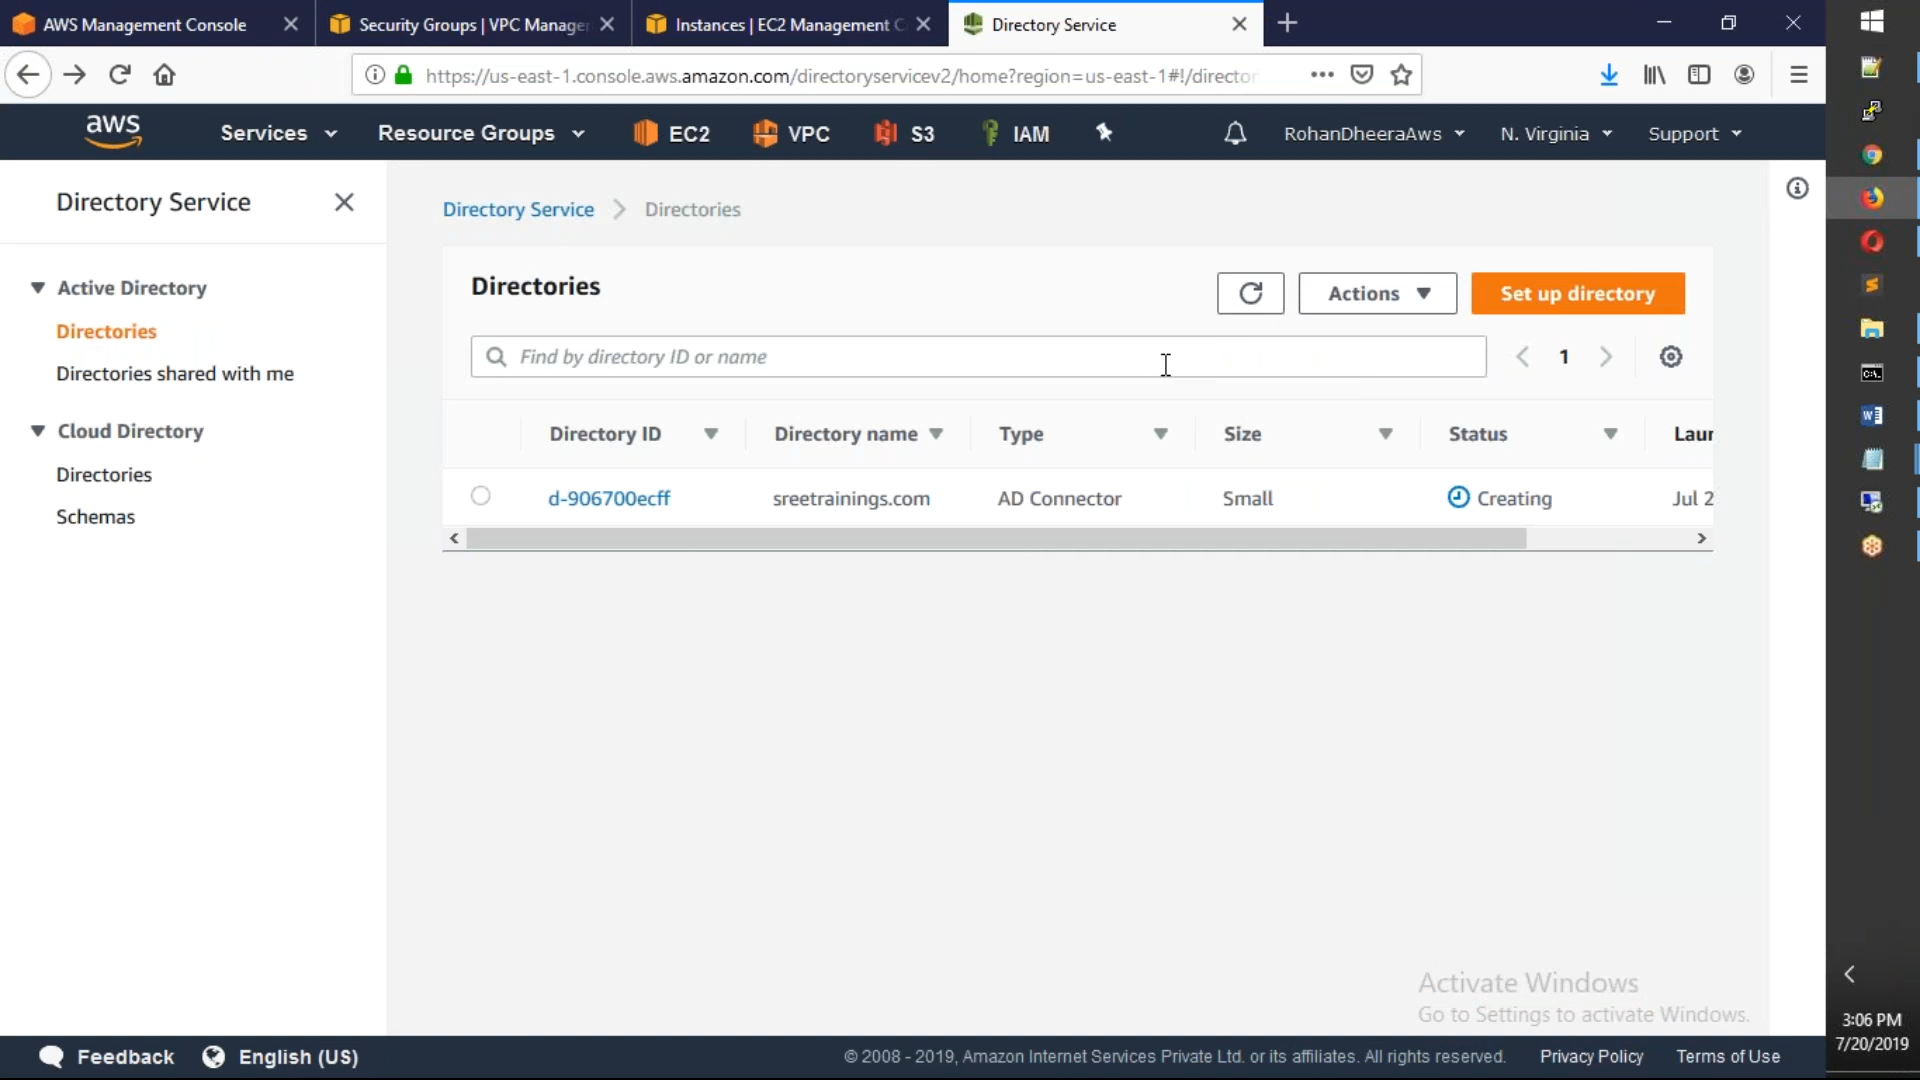 AWS Management Console
Security Groups | VPC Manage
Instances | EC2 Management C
Directory Service
https://us-east-1.console.aws.amazon.com/directoryservicev2/home?region=us-east-1#!/director
aws
Services
Resource Groups
EC2
VPC
S3
IAM
RohanDheeraAws
N. Virginia
Support
Directory Service
Active Directory
Directories
Directories shared with me
Cloud Directory
Directories
Schemas
Directory Service
Directories
Directories
Actions
Set up directory
Find by directory ID or name
1
Directory ID
Directory name
Type
Size
Status
Laun
d-906700ecff
sreetrainings.com
AD Connector
Small
Creating
Jul 2
Activate Windows
Go to Settings to activate Windows.
Feedback
English (US)
© 2008 - 2019, Amazon Internet Services Private Ltd. or its affiliates. All rights reserved.
Privacy Policy
Terms of Use
3:06 PM
7/20/2019